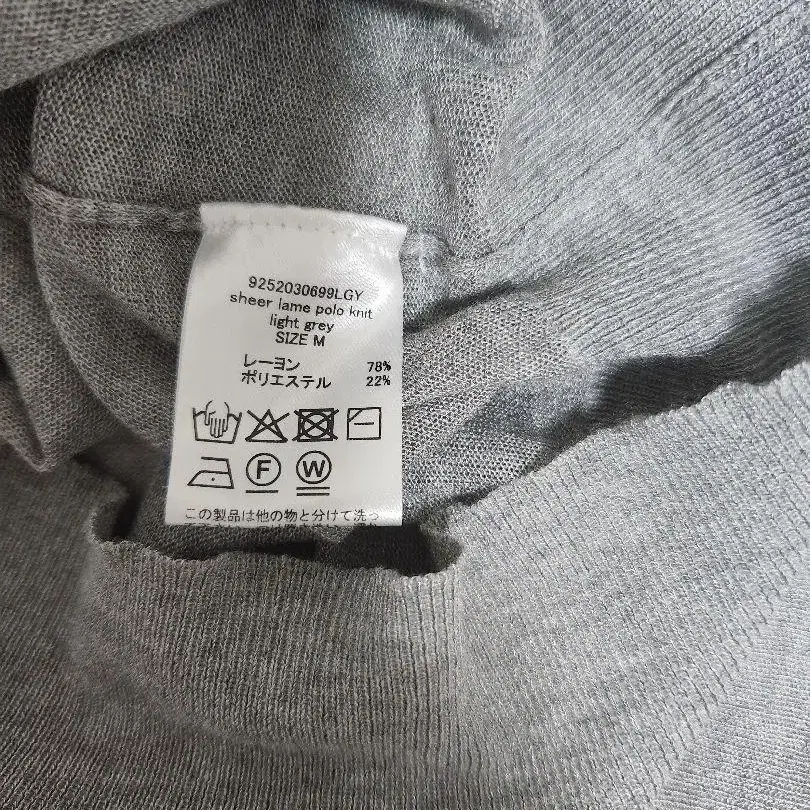 9252030699LGY
sheer lame polo knit
light grey
SIZE M
レーヨン 78%
ポリエステル 22%
F W
この製品は他の物と分けて洗っ